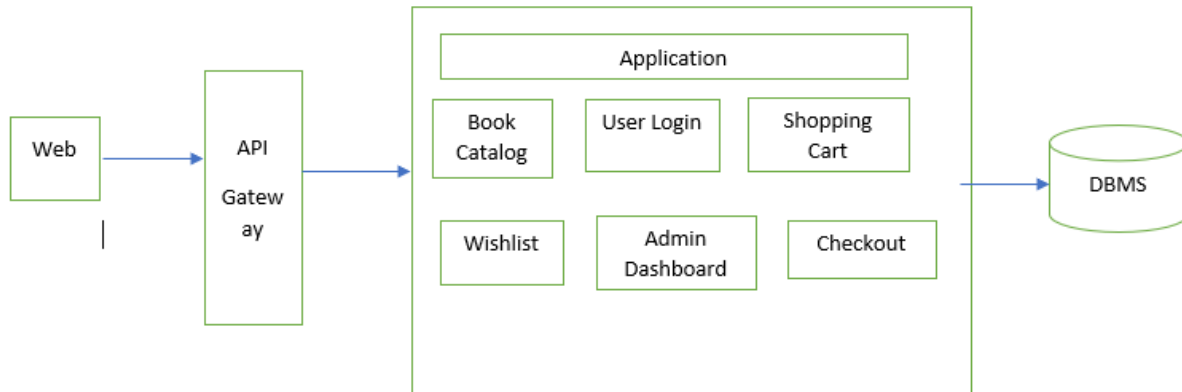 Web
API
Gatew
ay
Application
Book
Catalog
User Login
Shopping
Cart
Wishlist
Admin
Dashboard
Checkout
DBMS